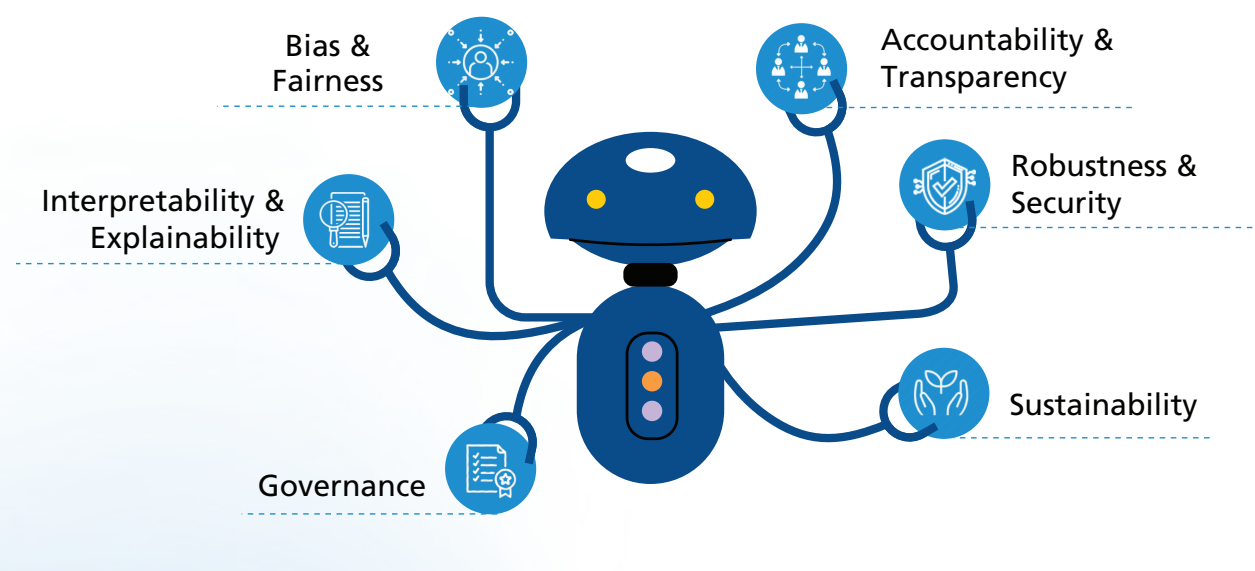 Bias &
Fairness
Accountability &
Transparency
Interpretability &
Explainability
Robustness &
Security
Governance
Sustainability